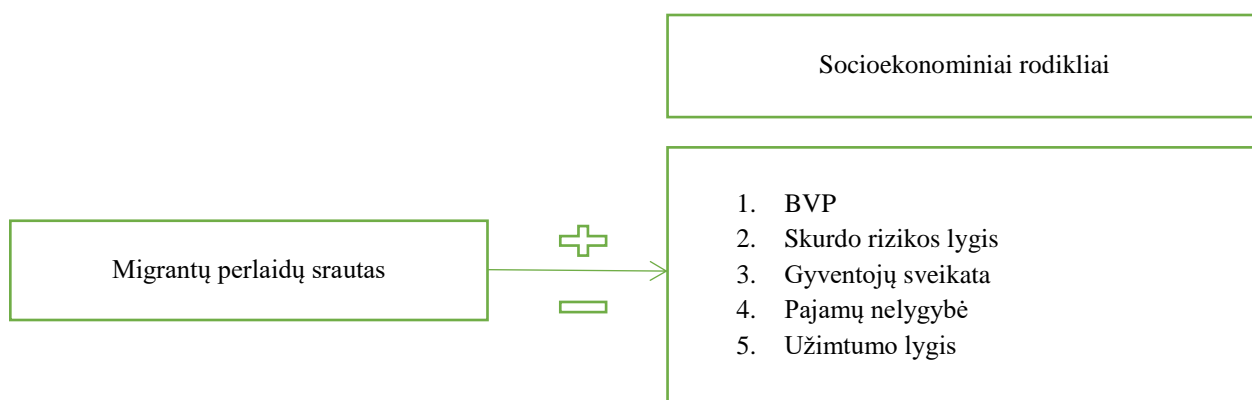 Socioekonominiai rodikliai
Migrantų perlaidų srautas
1. BVP
2. Skurdo rizikos lygis
3. Gyventojų sveikata
4. Pajamų nelygybė
5. Užimtumo lygis